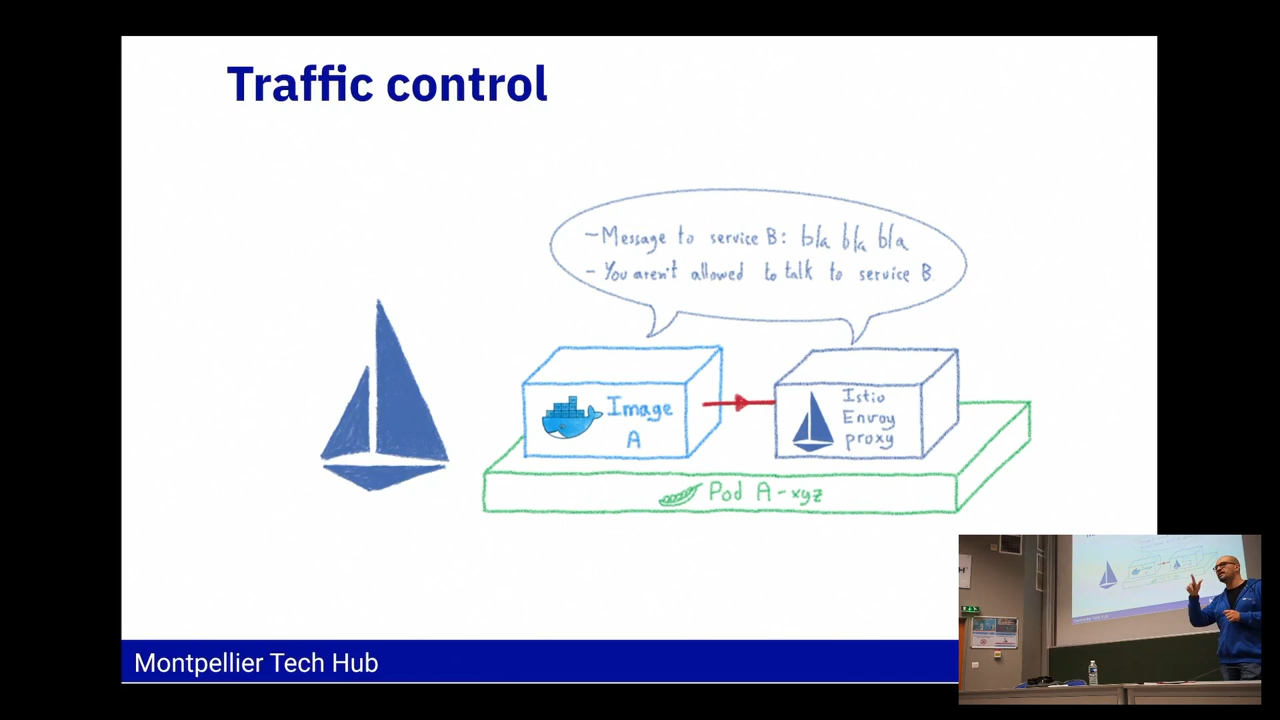 Traffic control
-Message to service B: bla bla bla
- You aren't allowed to talk to service B
Image
A
Istio
Envoy
proxy
Pod A-xyz
Montpellier Tech Hub